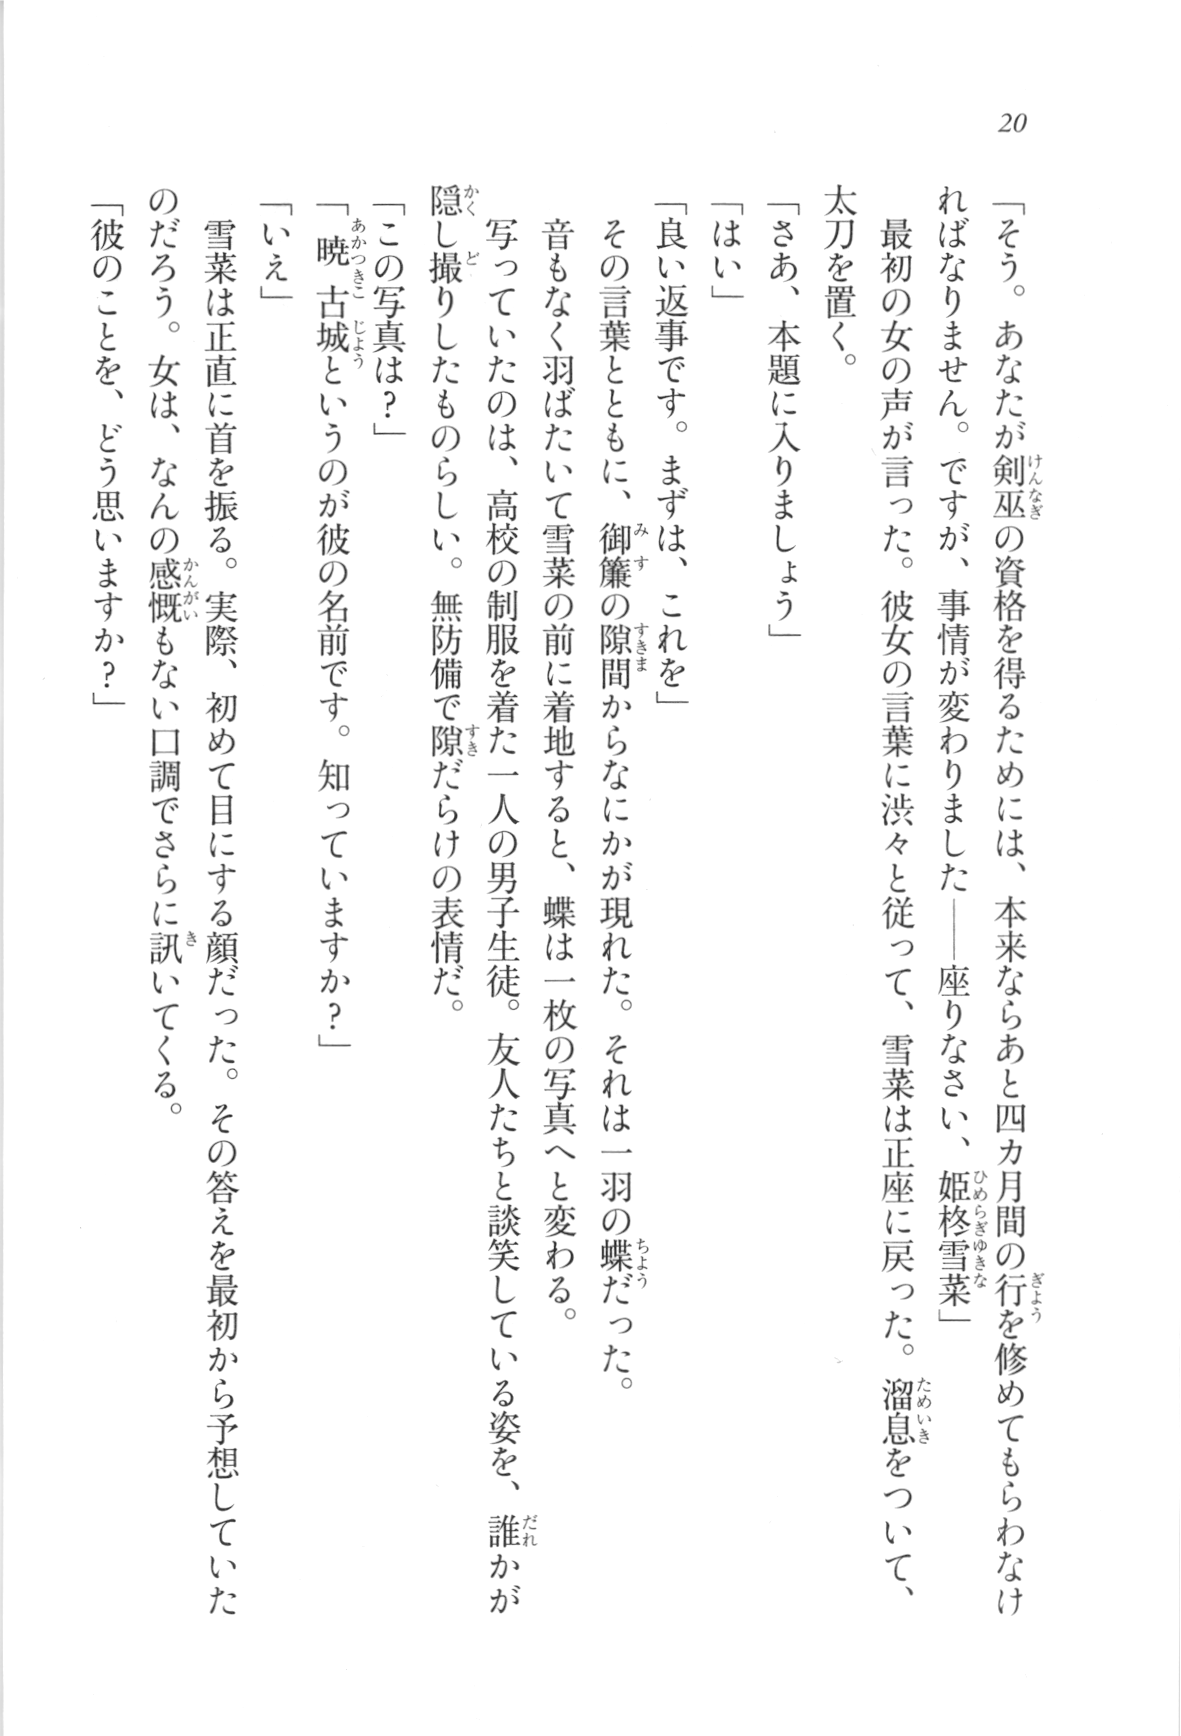 20
「そう。あなたが剣巫の資格を得るためには、本来ならあと四カ月間の行を修めてもらわなけ
ればなりません。ですが、事情が変わりました――座りなさい、姫柊雪菜」
　最初の女の声が言った。彼女の言葉に渋々と従って、雪菜は正座に戻った。溜息をついて、
太刀を置く。
「さあ、本題に入りましょう」
「はい」
「良い返事です。まずは、これを」
　その言葉とともに、御簾の隙間からなにかが現れた。それは一羽の蝶だった。
　音もなく羽ばたいて雪菜の前に着地すると、蝶は一枚の写真へと変わる。
　写っていたのは、高校の制服を着た一人の男子生徒。友人たちと談笑している姿を、誰かが
隠し撮りしたものらしい。無防備で隙だらけの表情だ。
「この写真は？」
「暁古城というのが彼の名前です。知っていますか？」
「いえ」
　雪菜は正直に首を振る。実際、初めて目にする顔だった。その答えを最初から予想していた
のだろう。女は、なんの感慨もない口調でさらに訊いてくる。
「彼のことを、どう思いますか？」